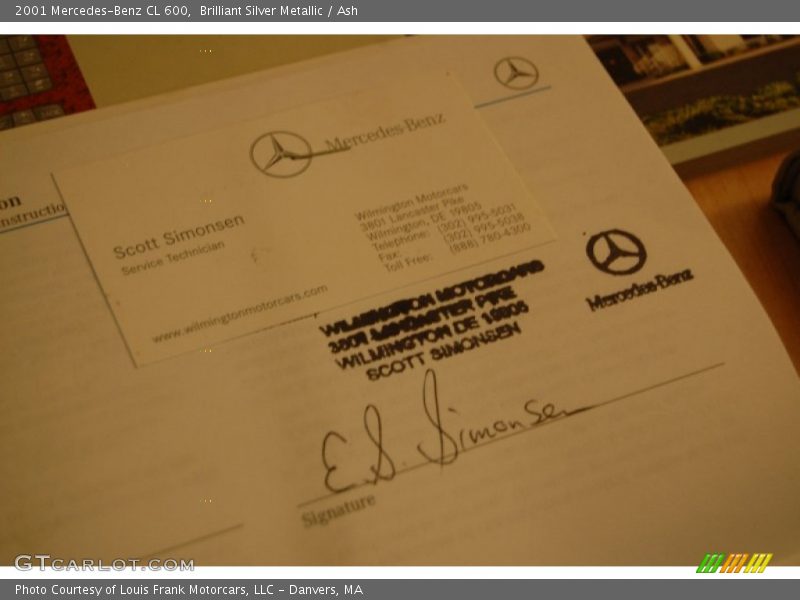 2001 Mercedes-Benz CL 600, Brilliant Silver Metallic / Ash
Mercedes-Benz
on
nstructio
Scott Simonsen
Service Technician
Wilmington Motorcars
3801 Lancaster Pike
Wilmington, DE 19805
Telephone: (302) 995-5031
Fax: (302) 995-5038
Toll Free: (888) 780-4300
www.wilmingtonmotorcars.com
WILMINGTON MOTORCARS
3801 LANCASTER PIKE
WILMINGTON DE 19805
SCOTT SIMONSEN
Mercedes-Benz
E.S. Simonsen
Signature
GTCARLOT.COM
Photo Courtesy of Louis Frank Motorcars, LLC - Danvers, MA